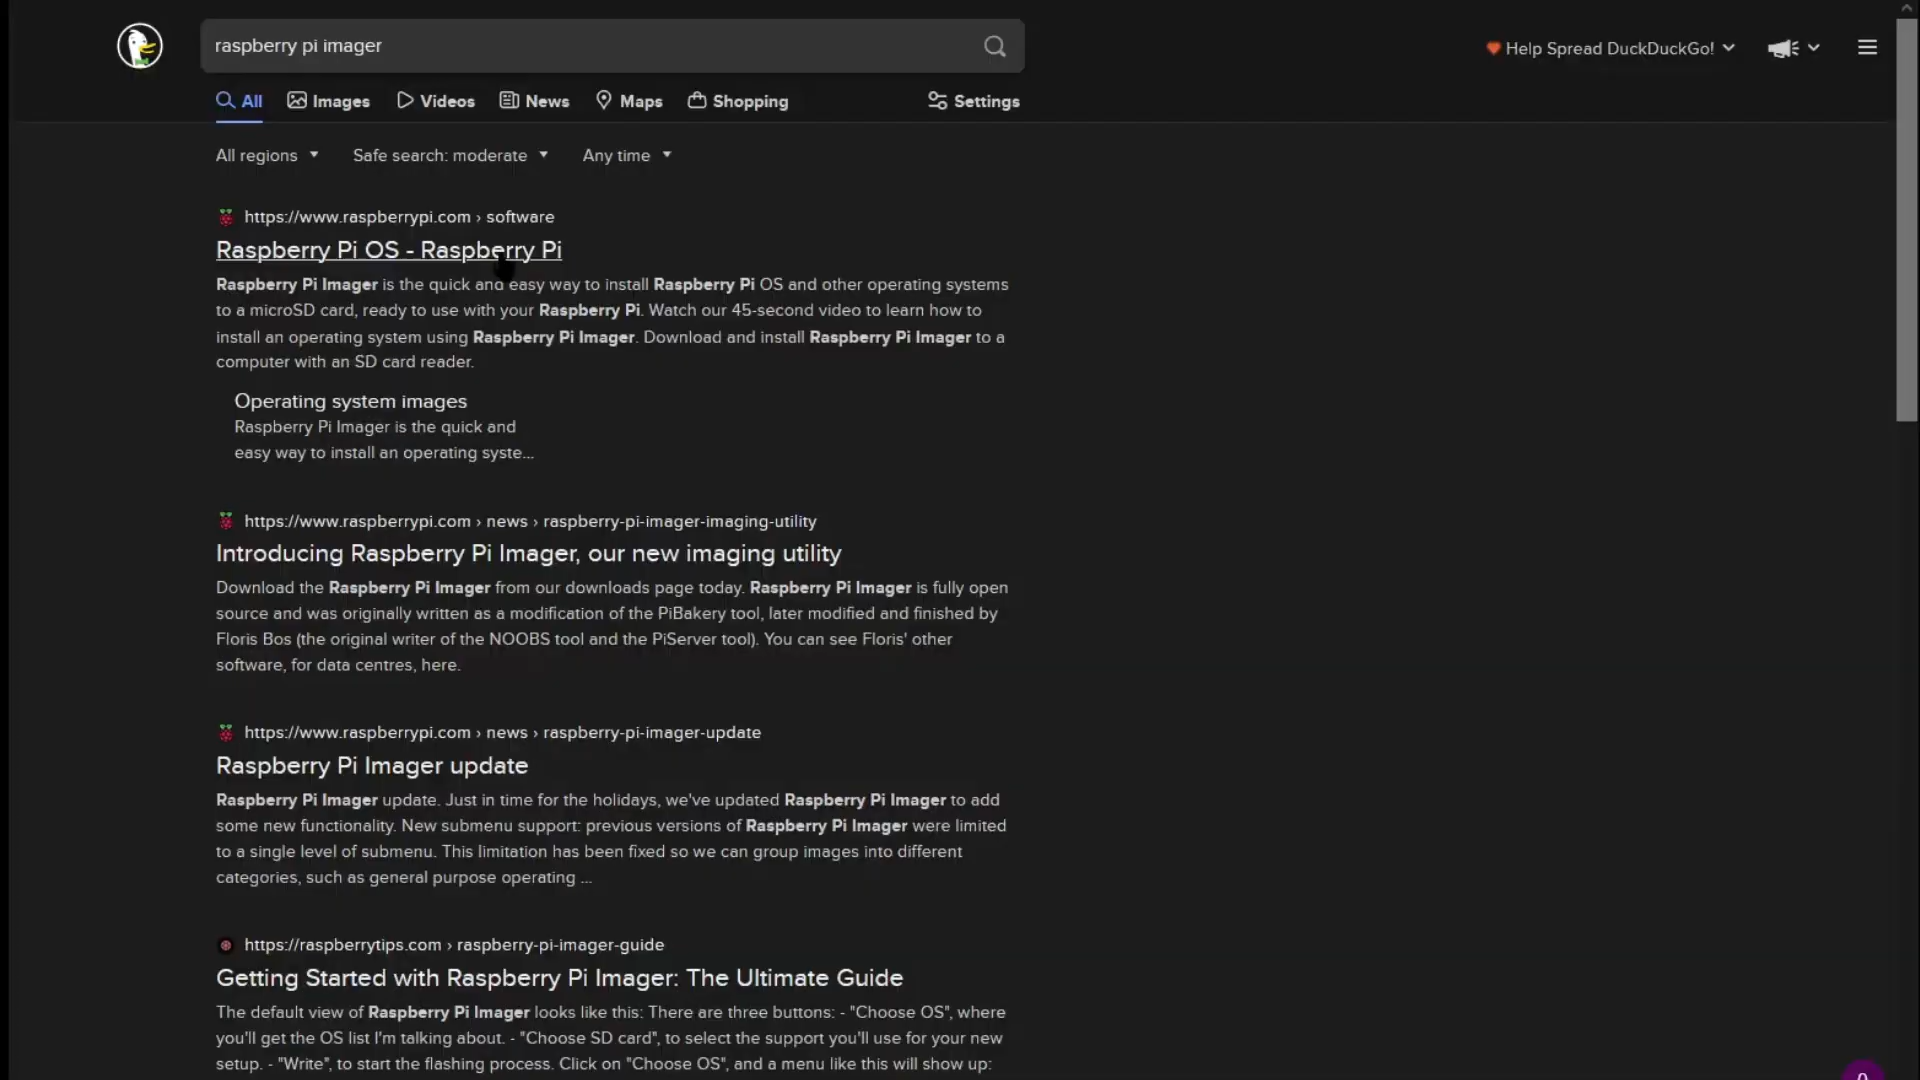 raspberry pi imager
Help Spread DuckDuckGo!
All
Images
Videos
News
Maps
Shopping
Settings
All regions
Safe search: moderate
Any time
https://www.raspberrypi.com › software
Raspberry Pi OS - Raspberry Pi
Raspberry Pi Imager is the quick and easy way to install Raspberry Pi OS and other operating systems
to a microSD card, ready to use with your Raspberry Pi. Watch our 45-second video to learn how to
install an operating system using Raspberry Pi Imager. Download and install Raspberry Pi Imager to a
computer with an SD card reader.
Operating system images
Raspberry Pi Imager is the quick and
easy way to install an operating syste...
https://www.raspberrypi.com › news › raspberry-pi-imager-imaging-utility
Introducing Raspberry Pi Imager, our new imaging utility
Download the Raspberry Pi Imager from our downloads page today. Raspberry Pi Imager is fully open
source and was originally written as a modification of the PiBakery tool, later modified and finished by
Floris Bos (the original writer of the NOOBS tool and the PiServer tool). You can see Floris' other
software, for data centres, here.
https://www.raspberrypi.com › news › raspberry-pi-imager-update
Raspberry Pi Imager update
Raspberry Pi Imager update. Just in time for the holidays, we've updated Raspberry Pi Imager to add
some new functionality. New submenu support: previous versions of Raspberry Pi Imager were limited
to a single level of submenu. This limitation has been fixed so we can group images into different
categories, such as general purpose operating ...
https://raspberrytips.com › raspberry-pi-imager-guide
Getting Started with Raspberry Pi Imager: The Ultimate Guide
The default view of Raspberry Pi Imager looks like this: There are three buttons: - "Choose OS", where
you'll get the OS list I'm talking about. - "Choose SD card", to select the support you'll use for your new
setup. - "Write", to start the flashing process. Click on "Choose OS", and a menu like this will show up: